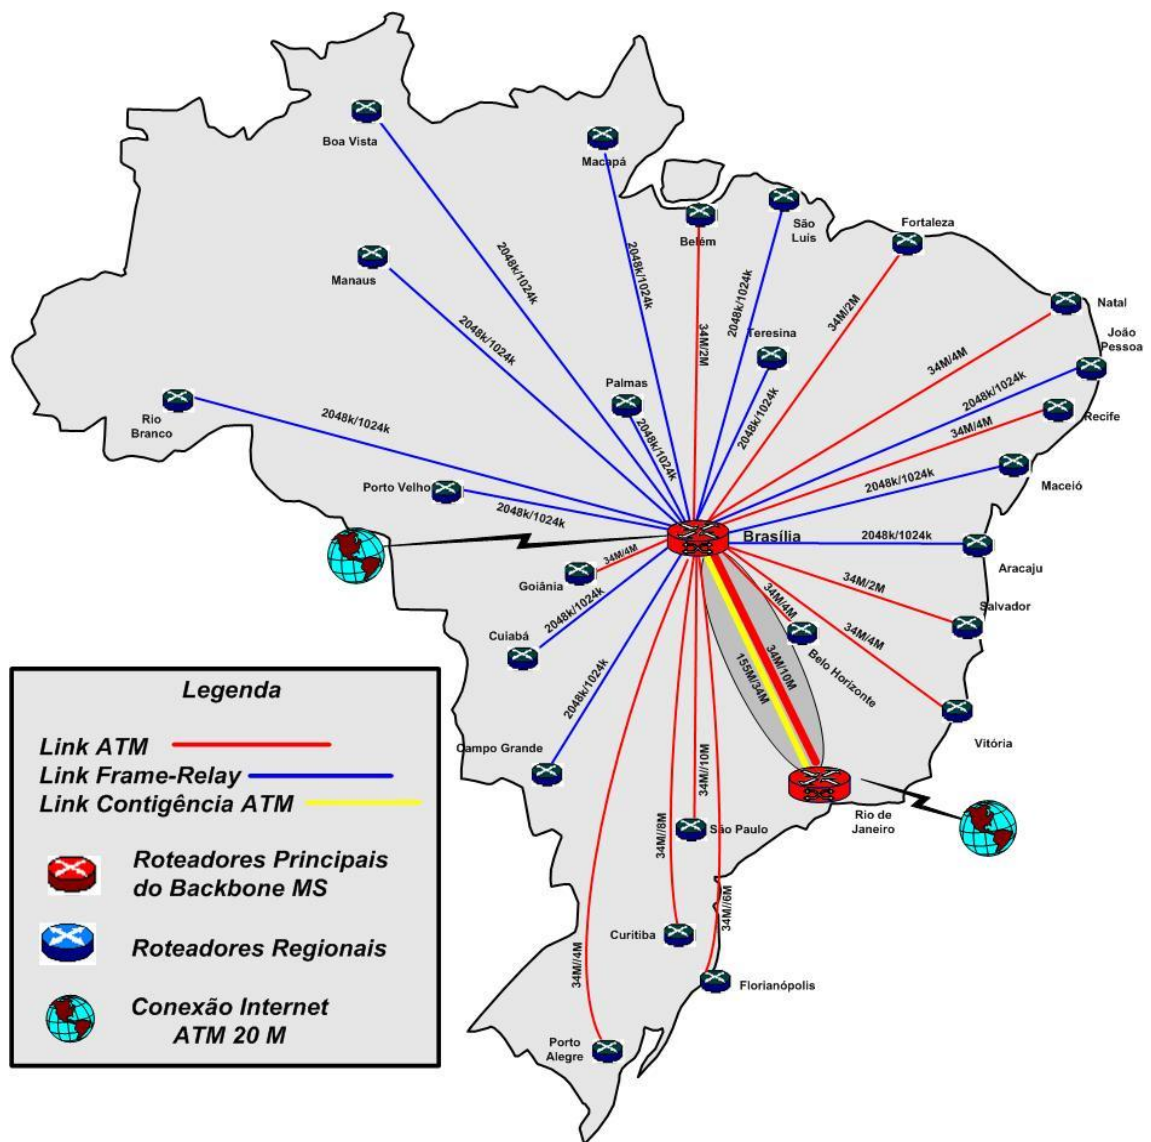 Boa Vista
Macapá
Belém
São
Luis
Fortaleza
Manaus
Natal
João
Pessoa
Teresina
Palmas
Rio
Branco
Recife
Porto Velho
Maceió
Brasília
Aracaju
Goiânia
Salvador
Cuiabá
Belo Horizonte
Vitória
Campo Grande
São Paulo
Rio de
Janeiro
Curitiba
Florianópolis
Porto
Alegre
2048k/1024k
2048k/1024k
2048k/1024k
34M/2M
2048k/1024k
34M/2M
34M/4M
2048k/1024k
34M/4M
2048k/1024k
2048k/1024k
2048k/1024k
2048k/1024k
2048k/1024k
2048k/1024k
34M/4M
34M/2M
34M/4M
34M/4M
34M/10M
155M/34M
2048k/1024k
2048k/1024k
34M//10M
34M//8M
34M//6M
34M//4M
Legenda
Link ATM
Link Frame-Relay
Link Contigência ATM
Roteadores Principais
do Backbone MS
Roteadores Regionais
Conexão Internet
ATM 20 M